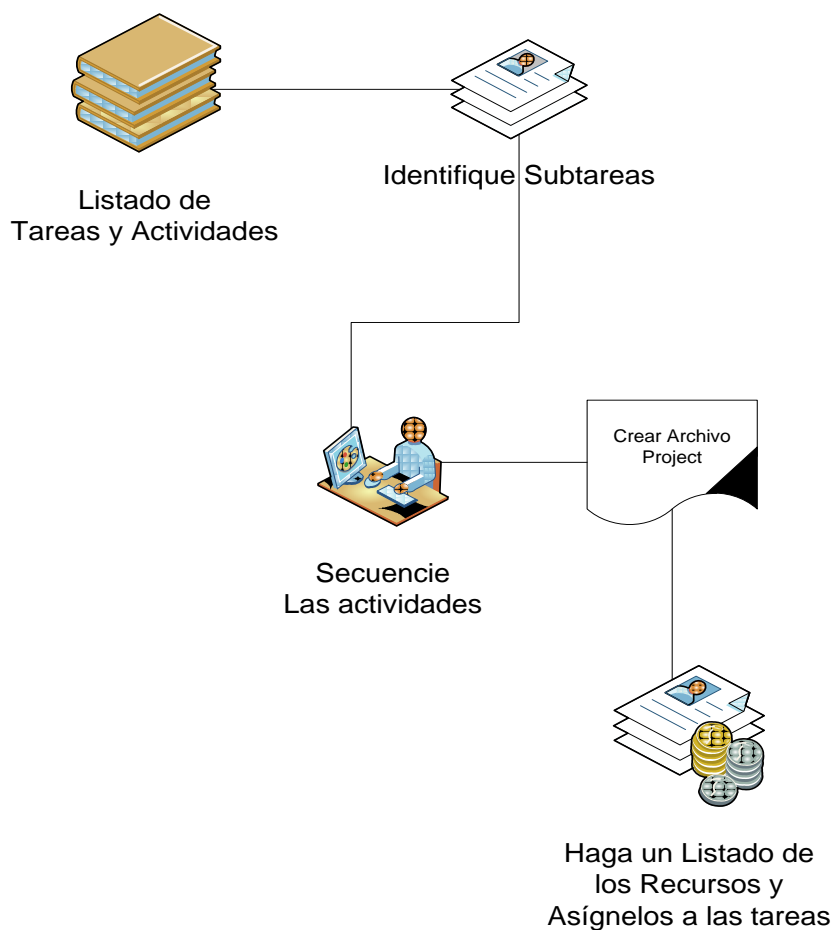 Listado de
Tareas y Actividades
Identifique Subtareas
Secuencie
Las actividades
Crear Archivo
Project
Haga un Listado de
los Recursos y
Asígnelos a las tareas